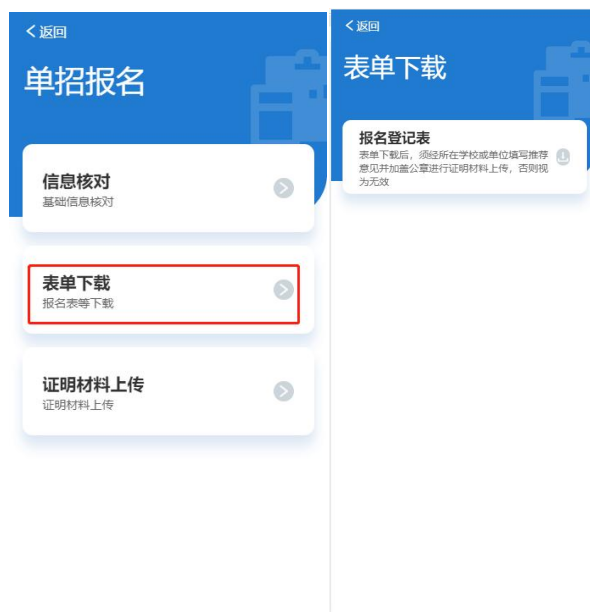 返回
单招报名
信息核对
基础信息核对
表单下载
报名表等下载
证明材料上传
证明材料上传
返回
表单下载
报名登记表
表单下载后，须经所在学校或单位填写推荐
意见并加盖公章进行证明材料上传，否则视
为无效